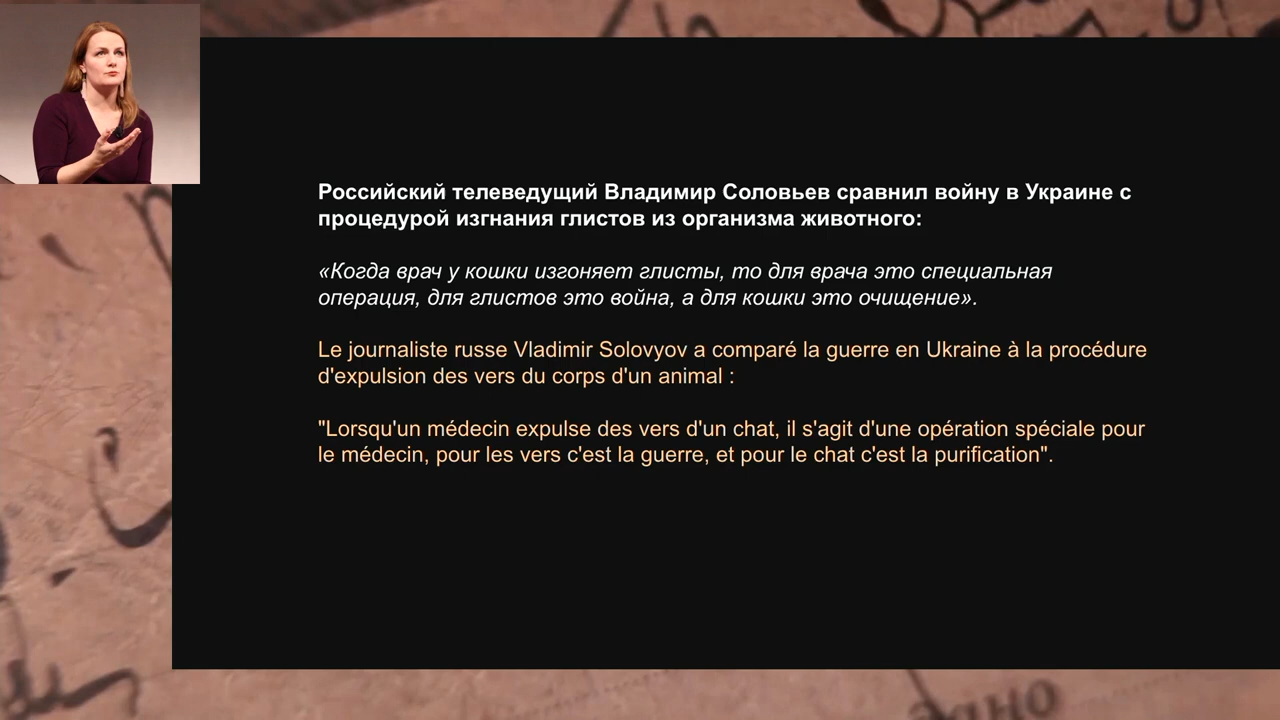 Российский телеведущий Владимир Соловьев сравнил войну в Украине с
процедурой изгнания глистов из организма животного:
«Когда врач у кошки изгоняет глисты, то для врача это специальная
операция, для глистов это война, а для кошки это очищение».
Le journaliste russe Vladimir Solovyov a comparé la guerre en Ukraine à la procédure
d'expulsion des vers du corps d'un animal :
"Lorsqu'un médecin expulse des vers d'un chat, il s'agit d'une opération spéciale pour
le médecin, pour les vers c'est la guerre, et pour le chat c'est la purification".